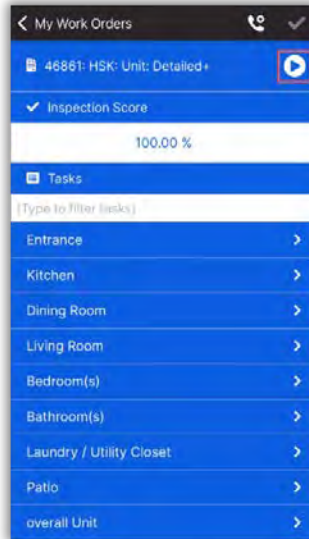 My Work Orders
46861: HSK: Unit: Detailed+
Inspection Score
100.00 %
Tasks
(Type to filter tasks)
Entrance
Kitchen
Dining Room
Living Room
Bedroom(s)
Bathroom(s)
Laundry / Utility Closet
Patio
overall Unit